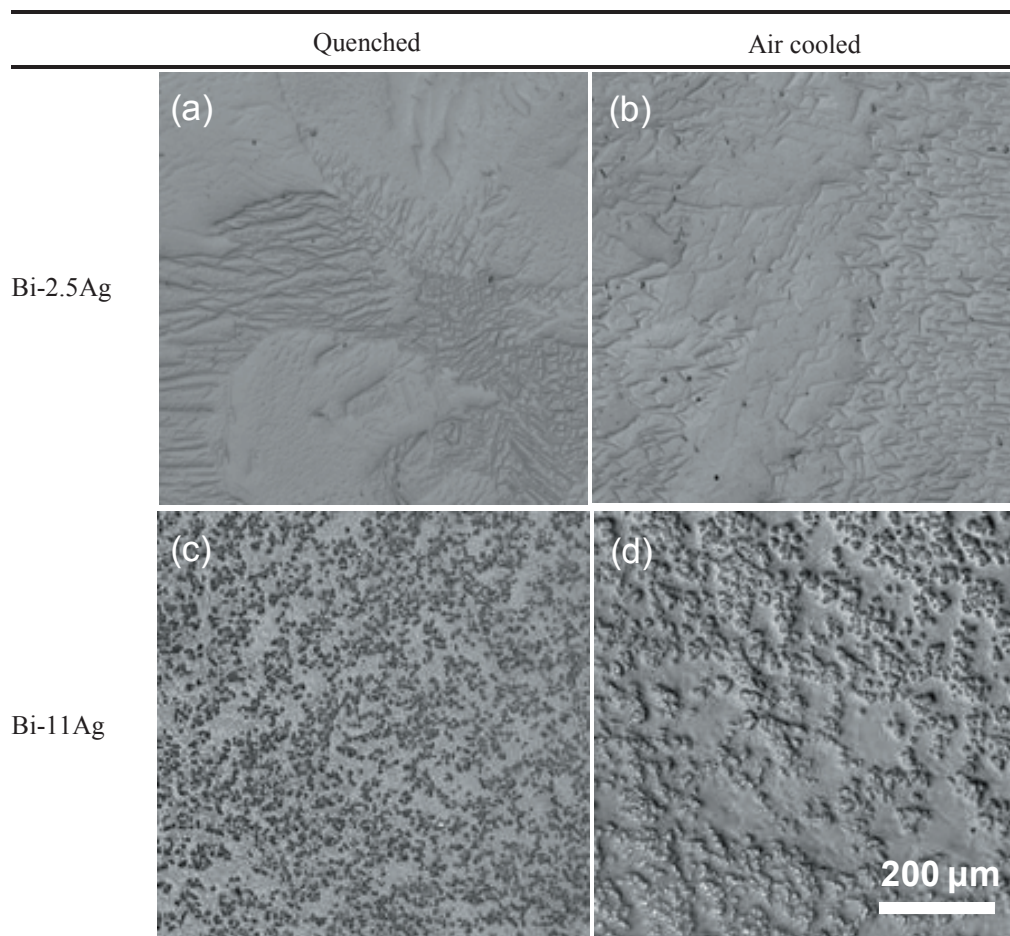 Quenched Air cooled
(a) (b)
Bi-2.5Ag
(c) (d)
Bi-11Ag
200 µm